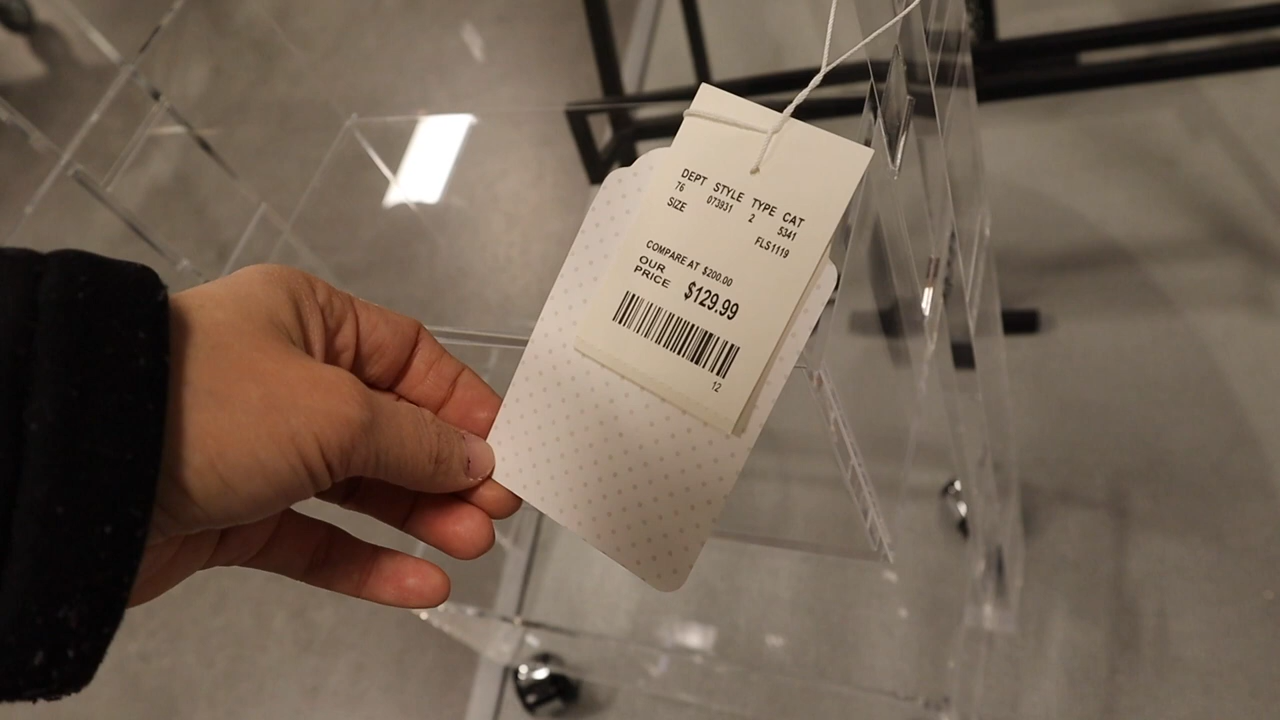 DEPT STYLE TYPE CAT
76 073931 2 5341
SIZE FLS1119
COMPARE AT $200.00
OUR
PRICE $129.99
12